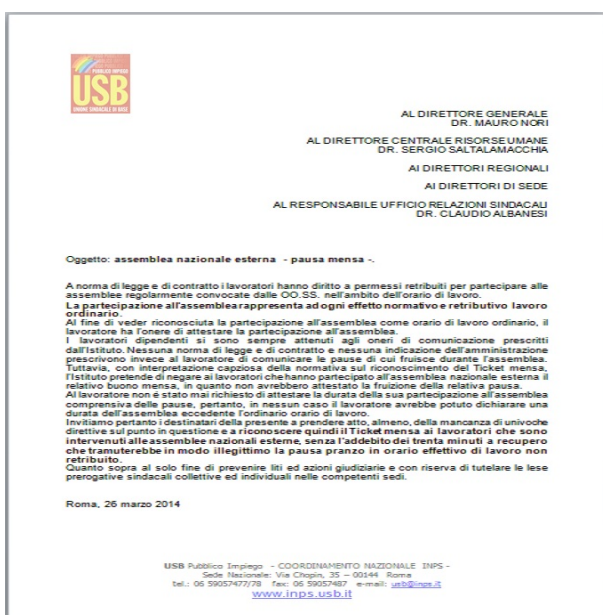 PUBBLICO IMPIEGO
USB
UNIONE SINDACALE DI BASE
AL DIRETTORE GENERALE
DR. MAURO NORI
AL DIRETTORE CENTRALE RISORSE UMANE
DR. SERGIO SALTALAMACCHIA
AI DIRETTORI REGIONALI
AI DIRETTORI DI SEDE
AL RESPONSABILE UFFICIO RELAZIONI SINDACALI
DR. CLAUDIO ALBANESI
Oggetto: assemblea nazionale esterna - pausa mensa -.
A norma di legge e di contratto i lavoratori hanno diritto a permessi retribuiti per partecipare alle
assemblee regolarmente convocate dalle OO.SS. nell'ambito dell'orario di lavoro.
La partecipazione all'assemblea rappresenta ad ogni effetto normativo e retributivo lavoro
ordinario.
Al fine di veder riconosciuta la partecipazione all'assemblea come orario di lavoro ordinario, il
lavoratore ha l'onere di attestare la partecipazione all'assemblea.
I lavoratori dipendenti si sono sempre attenuti agli oneri di comunicazione prescritti
dall'Istituto. Nessuna norma di legge e di contratto e nessuna indicazione dell'amministrazione
prescrivono invece al lavoratore di comunicare le pause di cui fruisce durante l'assemblea.
Tuttavia, con interpretazione capziosa della normativa sul riconoscimento del Ticket mensa,
l'Istituto pretende di negare ai lavoratori che hanno partecipato all'assemblea nazionale esterna il
relativo buono mensa, in quanto non avrebbero attestato la fruizione della relativa pausa.
Al lavoratore non é stato mai richiesto di attestare la durata della sua partecipazione all'assemblea
comprensiva delle pause, pertanto, in nessun caso il lavoratore avrebbe potuto dichiarare una
durata dell'assemblea eccedente l'ordinario orario di lavoro.
Invitiamo pertanto i destinatari della presente a prendere atto, almeno, della mancanza di univoche
direttive sul punto in questione e a riconoscere quindi il Ticket mensa ai lavoratori che sono
intervenuti alle assemblee nazionali esterne, senza l'addebito dei trenta minuti a recupero
che tramuterebbe in modo illegittimo la pausa pranzo in orario effettivo di lavoro non
retribuito.
Quanto sopra al solo fine di prevenire liti ed azioni giudiziarie e con riserva di tutelare le lese
prerogative sindacali collettive ed individuali nelle competenti sedi.
Roma, 26 marzo 2014
USB Pubblico Impiego - COORDINAMENTO NAZIONALE INPS -
Sede Nazionale: Via Chopin, 35 – 00144 Roma
tel.: 06 59057477/78 fax: 06 59057487 e-mail: usb@inps.it
www.inps.usb.it